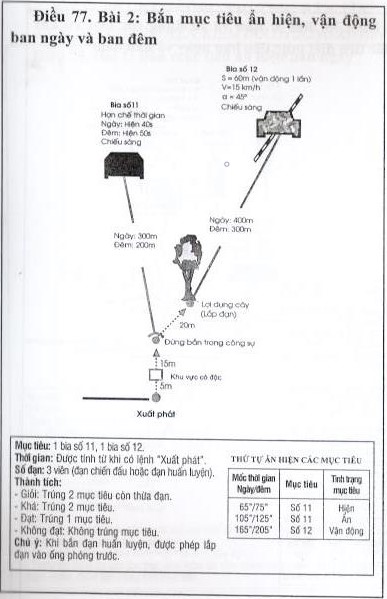 Điều 77. Bài 2: Bắn mục tiêu ẩn hiện, vận động
ban ngày và ban đêm
Bia số 12
S = 60m (vận động 1 lần)
V=15 km/h
α = 45°
Chiếu sáng
Bia số 11
Hạn chế thời gian
Ngày: Hiện 40s
Đêm: Hiện 50s
Chiếu sáng
Ngày: 400m
Đêm: 300m
Ngày: 300m
Đêm: 200m
Lợi dụng cây
(Lắp đạn)
20m
Đứng bắn trong công sự
15m
Khu vực có độc
5m
Xuất phát
Mục tiêu: 1 bia số 11, 1 bia số 12.
Thời gian: Được tính từ khi có lệnh "Xuất phát".
Số đạn: 3 viên (đạn chiến đấu hoặc đạn huấn luyện).
Thành tích:
- Giỏi: Trúng 2 mục tiêu còn thừa đạn.
- Khá: Trúng 2 mục tiêu.
- Đạt: Trúng 1 mục tiêu.
- Không đạt: Không trúng mục tiêu.
Chú ý: Khi bắn đạn huấn luyện, được phép lắp
đạn vào ống phóng trước.
THỨ TỰ ẨN HIỆN CÁC MỤC TIÊU
Mốc thời gian Ngày/đêm Mục tiêu Tình trạng mục tiêu
65"/75" Số 11 Hiện
105"/125" Số 11 Ẩn
165"/205" Số 12 Vận động